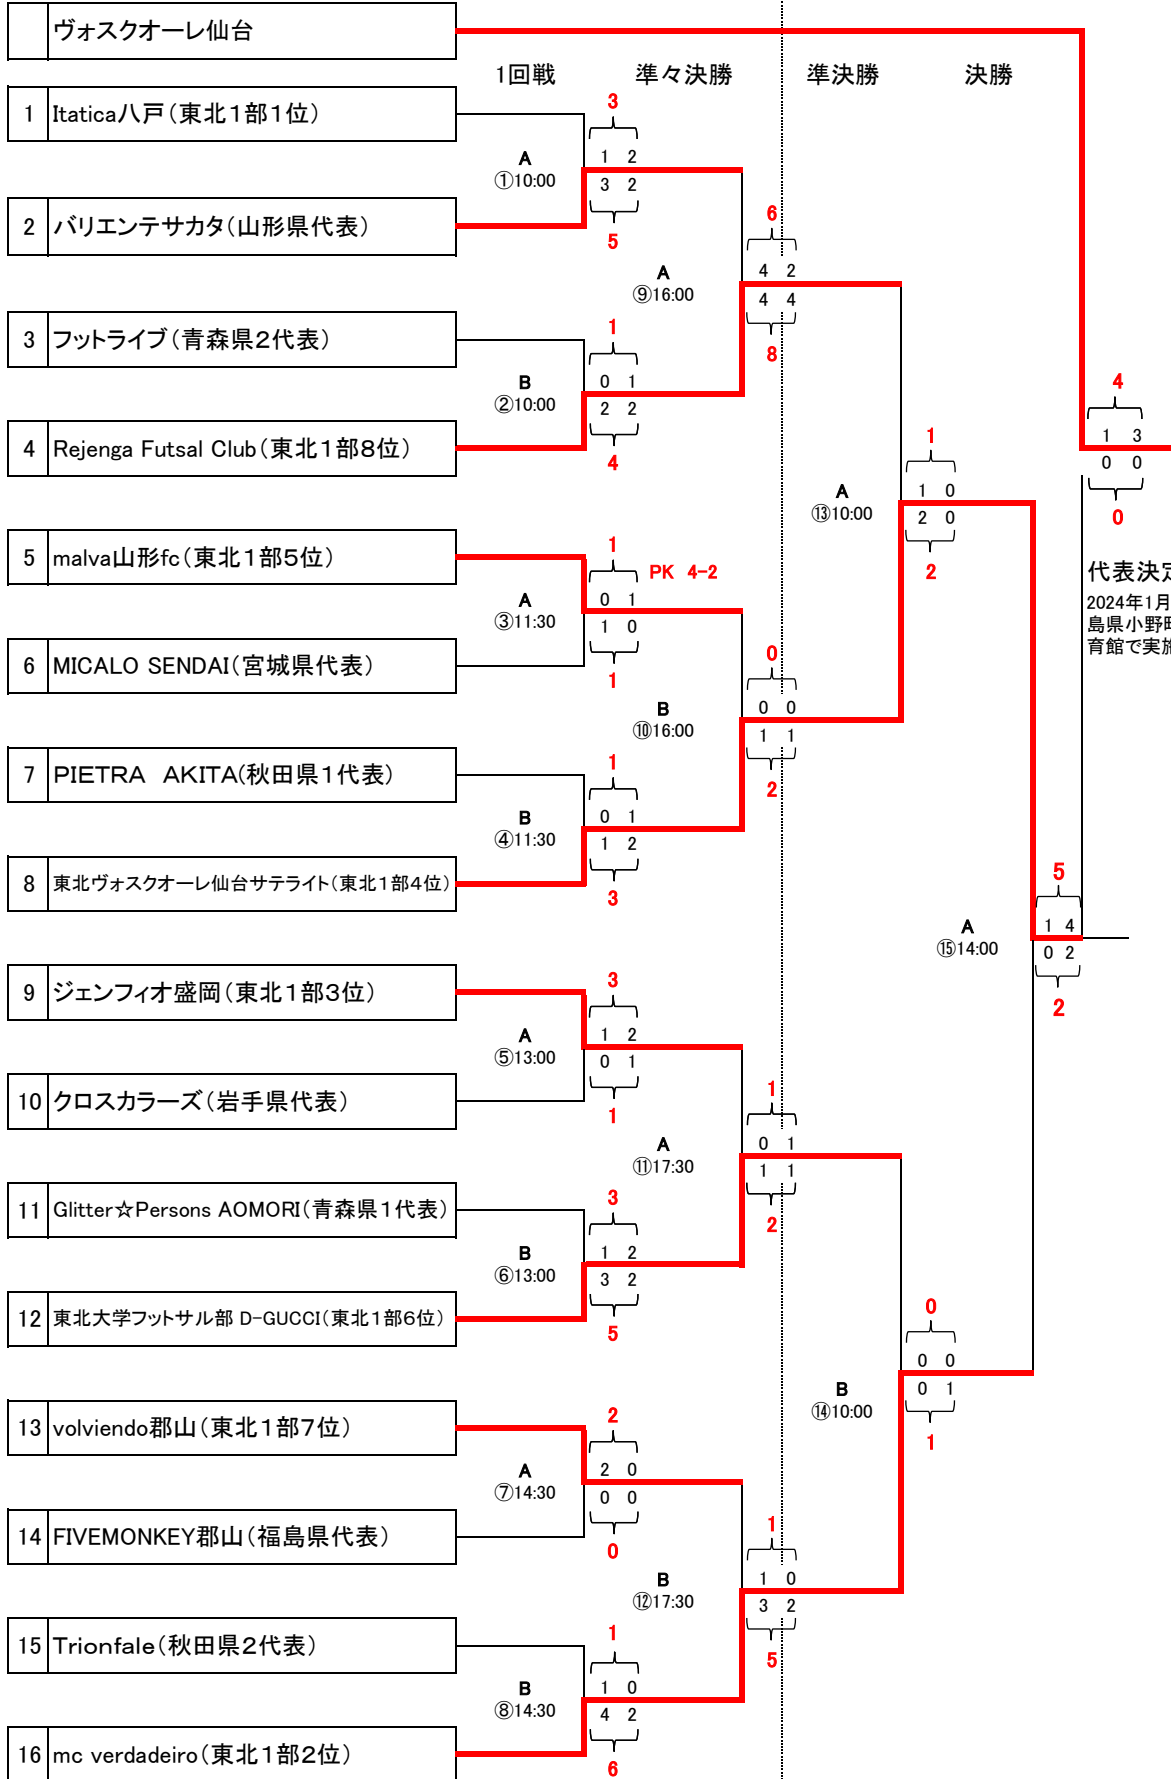 ヴォスクオーレ仙台
1回戦 準々決勝 準決勝 決勝
1 Itatica八戸(東北1部1位)
3
1 2
A
①10:00
3 2
5
2 バリエンテサカタ(山形県代表)
6
4 2
A
⑨16:00
4 4
8
3 フットライブ(青森県2代表)
1
0 1
B
②10:00
2 2
4
4 Rejenga Futsal Club(東北1部8位)
4
1 3
0 0
0
1
1 0
A
⑬10:00
2 0
2
5 malva山形fc(東北1部5位)
1
PK 4-2
0 1
A
③11:30
1 0
1
代表決定
2024年1月
島県小野町
育館で実施
6 MICALO SENDAI(宮城県代表)
0
0 0
B
⑩16:00
1 1
2
7 PIETRA AKITA(秋田県1代表)
1
0 1
B
④11:30
1 2
3
8 東北ヴォスクオーレ仙台サテライト(東北1部4位)
5
1 4
A
⑮14:00
0 2
2
9 ジェンフィオ盛岡(東北1部3位)
3
1 2
A
⑤13:00
0 1
1
10 クロスカラーズ(岩手県代表)
1
0 1
A
⑪17:30
1 1
2
11 Glitter☆Persons AOMORI(青森県1代表)
3
1 2
B
⑥13:00
3 2
5
12 東北大学フットサル部 D-GUCCI(東北1部6位)
0
0 0
B
⑭10:00
0 1
1
13 volviendo郡山(東北1部7位)
2
2 0
A
⑦14:30
0 0
0
14 FIVEMONKEY郡山(福島県代表)
1
1 0
B
⑫17:30
3 2
5
15 Trionfale(秋田県2代表)
1
1 0
B
⑧14:30
4 2
6
16 mc verdadeiro(東北1部2位)